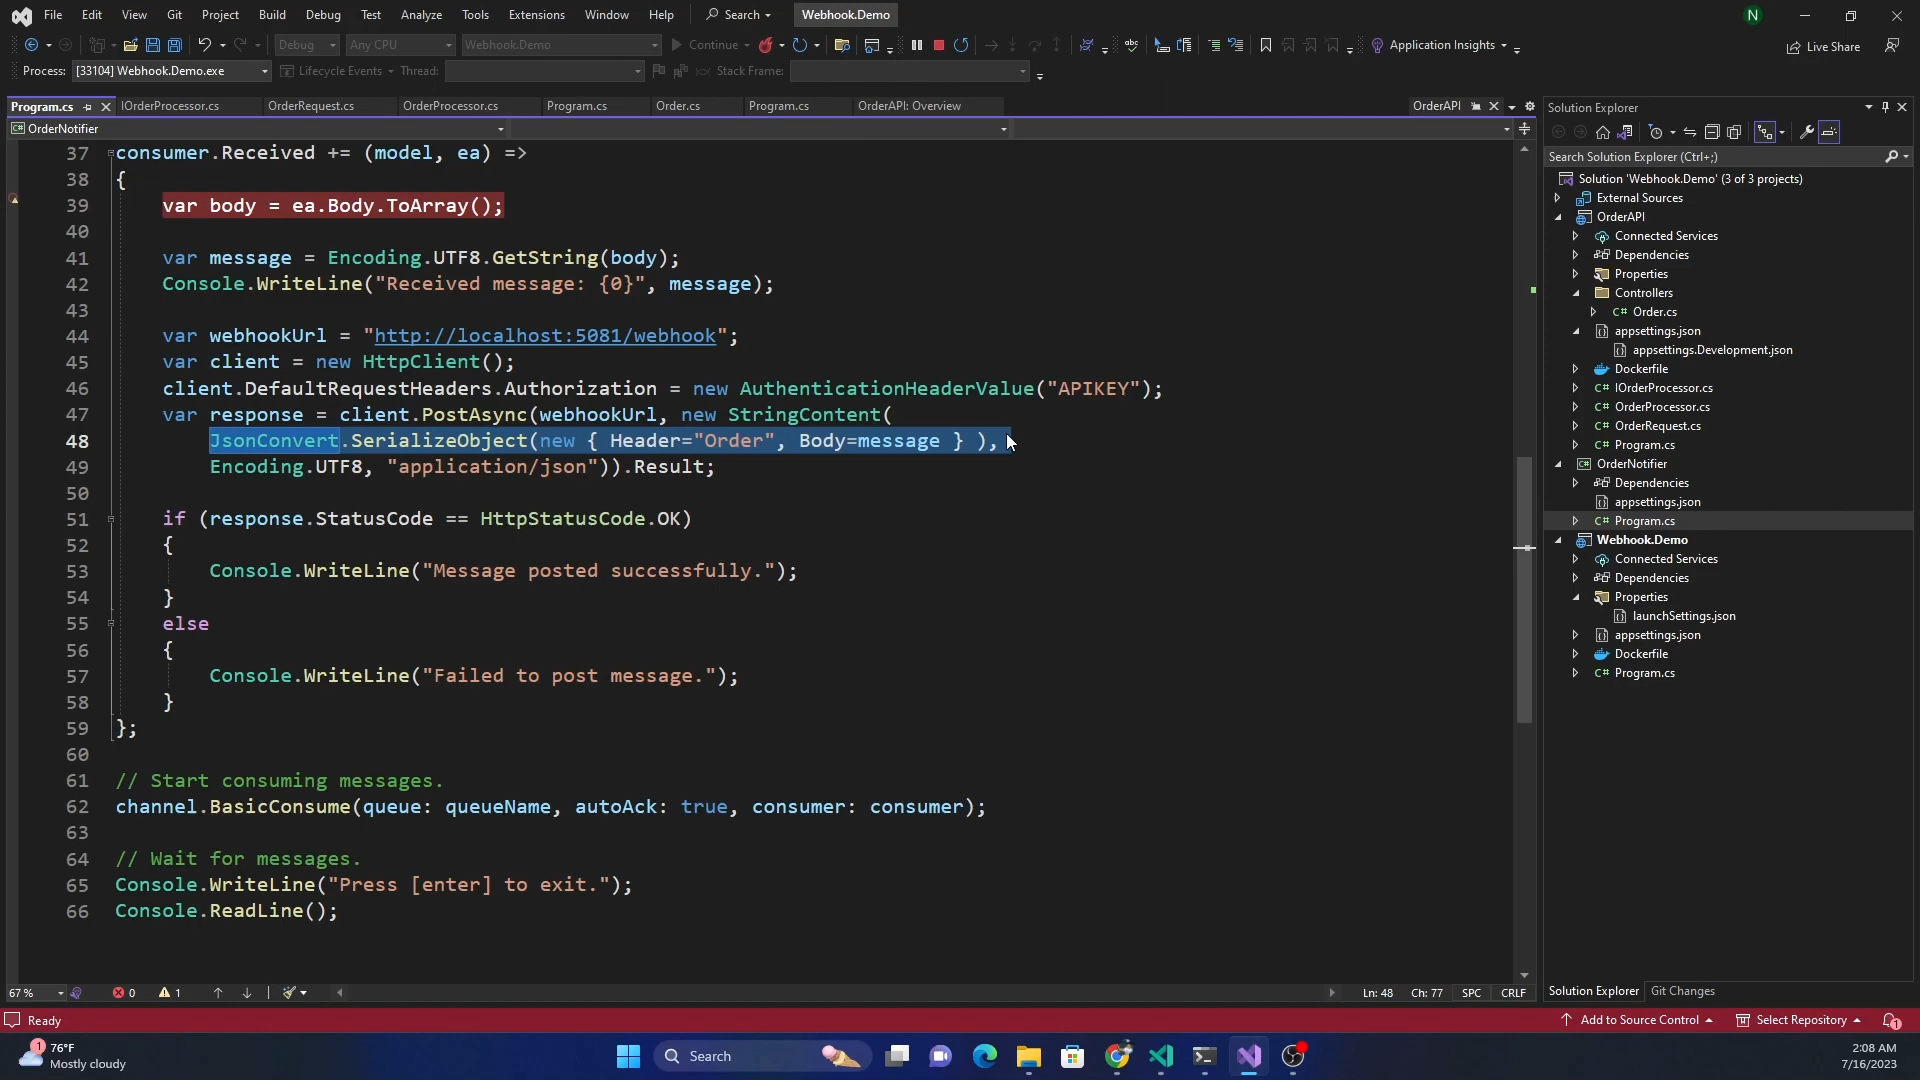 File Edit View Git Project Build Debug Test Analyze Tools Extensions Window Help Search Webhook.Demo N
Debug Any CPU Webhook.Demo Continue Application Insights Live Share
Process: [33104] Webhook.Demo.exe Lifecycle Events Thread: Stack Frame:
Program.cs IOrderProcessor.cs OrderRequest.cs OrderProcessor.cs Program.cs Order.cs Program.cs OrderAPI: Overview OrderAPI
OrderNotifier
37 consumer.Received += (model, ea) =>
38 {
39 var body = ea.Body.ToArray();
40
41 var message = Encoding.UTF8.GetString(body);
42 Console.WriteLine("Received message: {0}", message);
43
44 var webhookUrl = "http://localhost:5081/webhook";
45 var client = new HttpClient();
46 client.DefaultRequestHeaders.Authorization = new AuthenticationHeaderValue("APIKEY");
47 var response = client.PostAsync(webhookUrl, new StringContent(
48 JsonConvert.SerializeObject(new { Header="Order", Body=message } ),
49 Encoding.UTF8, "application/json")).Result;
50
51 if (response.StatusCode == HttpStatusCode.OK)
52 {
53 Console.WriteLine("Message posted successfully.");
54 }
55 else
56 {
57 Console.WriteLine("Failed to post message.");
58 }
59 };
60
61 // Start consuming messages.
62 channel.BasicConsume(queue: queueName, autoAck: true, consumer: consumer);
63
64 // Wait for messages.
65 Console.WriteLine("Press [enter] to exit.");
66 Console.ReadLine();
67 % 0 1 Ln: 48 Ch: 77 SPC CRLF
Solution Explorer
Search Solution Explorer (Ctrl+;)
Solution 'Webhook.Demo' (3 of 3 projects)
External Sources
OrderAPI
Connected Services
Dependencies
Properties
Controllers
C# Order.cs
appsettings.json
appsettings.Development.json
Dockerfile
C# IOrderProcessor.cs
C# OrderProcessor.cs
C# OrderRequest.cs
C# Program.cs
OrderNotifier
Dependencies
appsettings.json
C# Program.cs
Webhook.Demo
Connected Services
Dependencies
Properties
launchSettings.json
appsettings.json
Dockerfile
C# Program.cs
Solution Explorer Git Changes
Ready Add to Source Control Select Repository 1
1 76°F
Mostly cloudy
Search
2:08 AM
7/16/2023